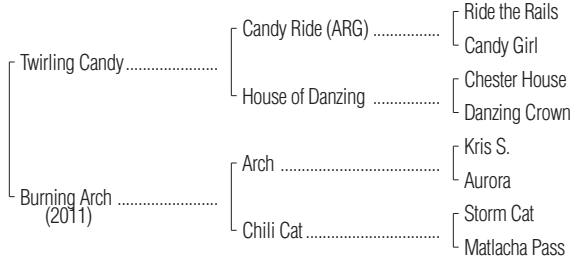 Ride the Rails
Candy Ride (ARG) ................
Candy Girl
Twirling Candy ......................
Chester House
House of Danzing ................
Danzing Crown
Kris S.
Arch ......................................
Aurora
Burning Arch ........................
(2011)
Storm Cat
Chili Cat ................................
Matlacha Pass